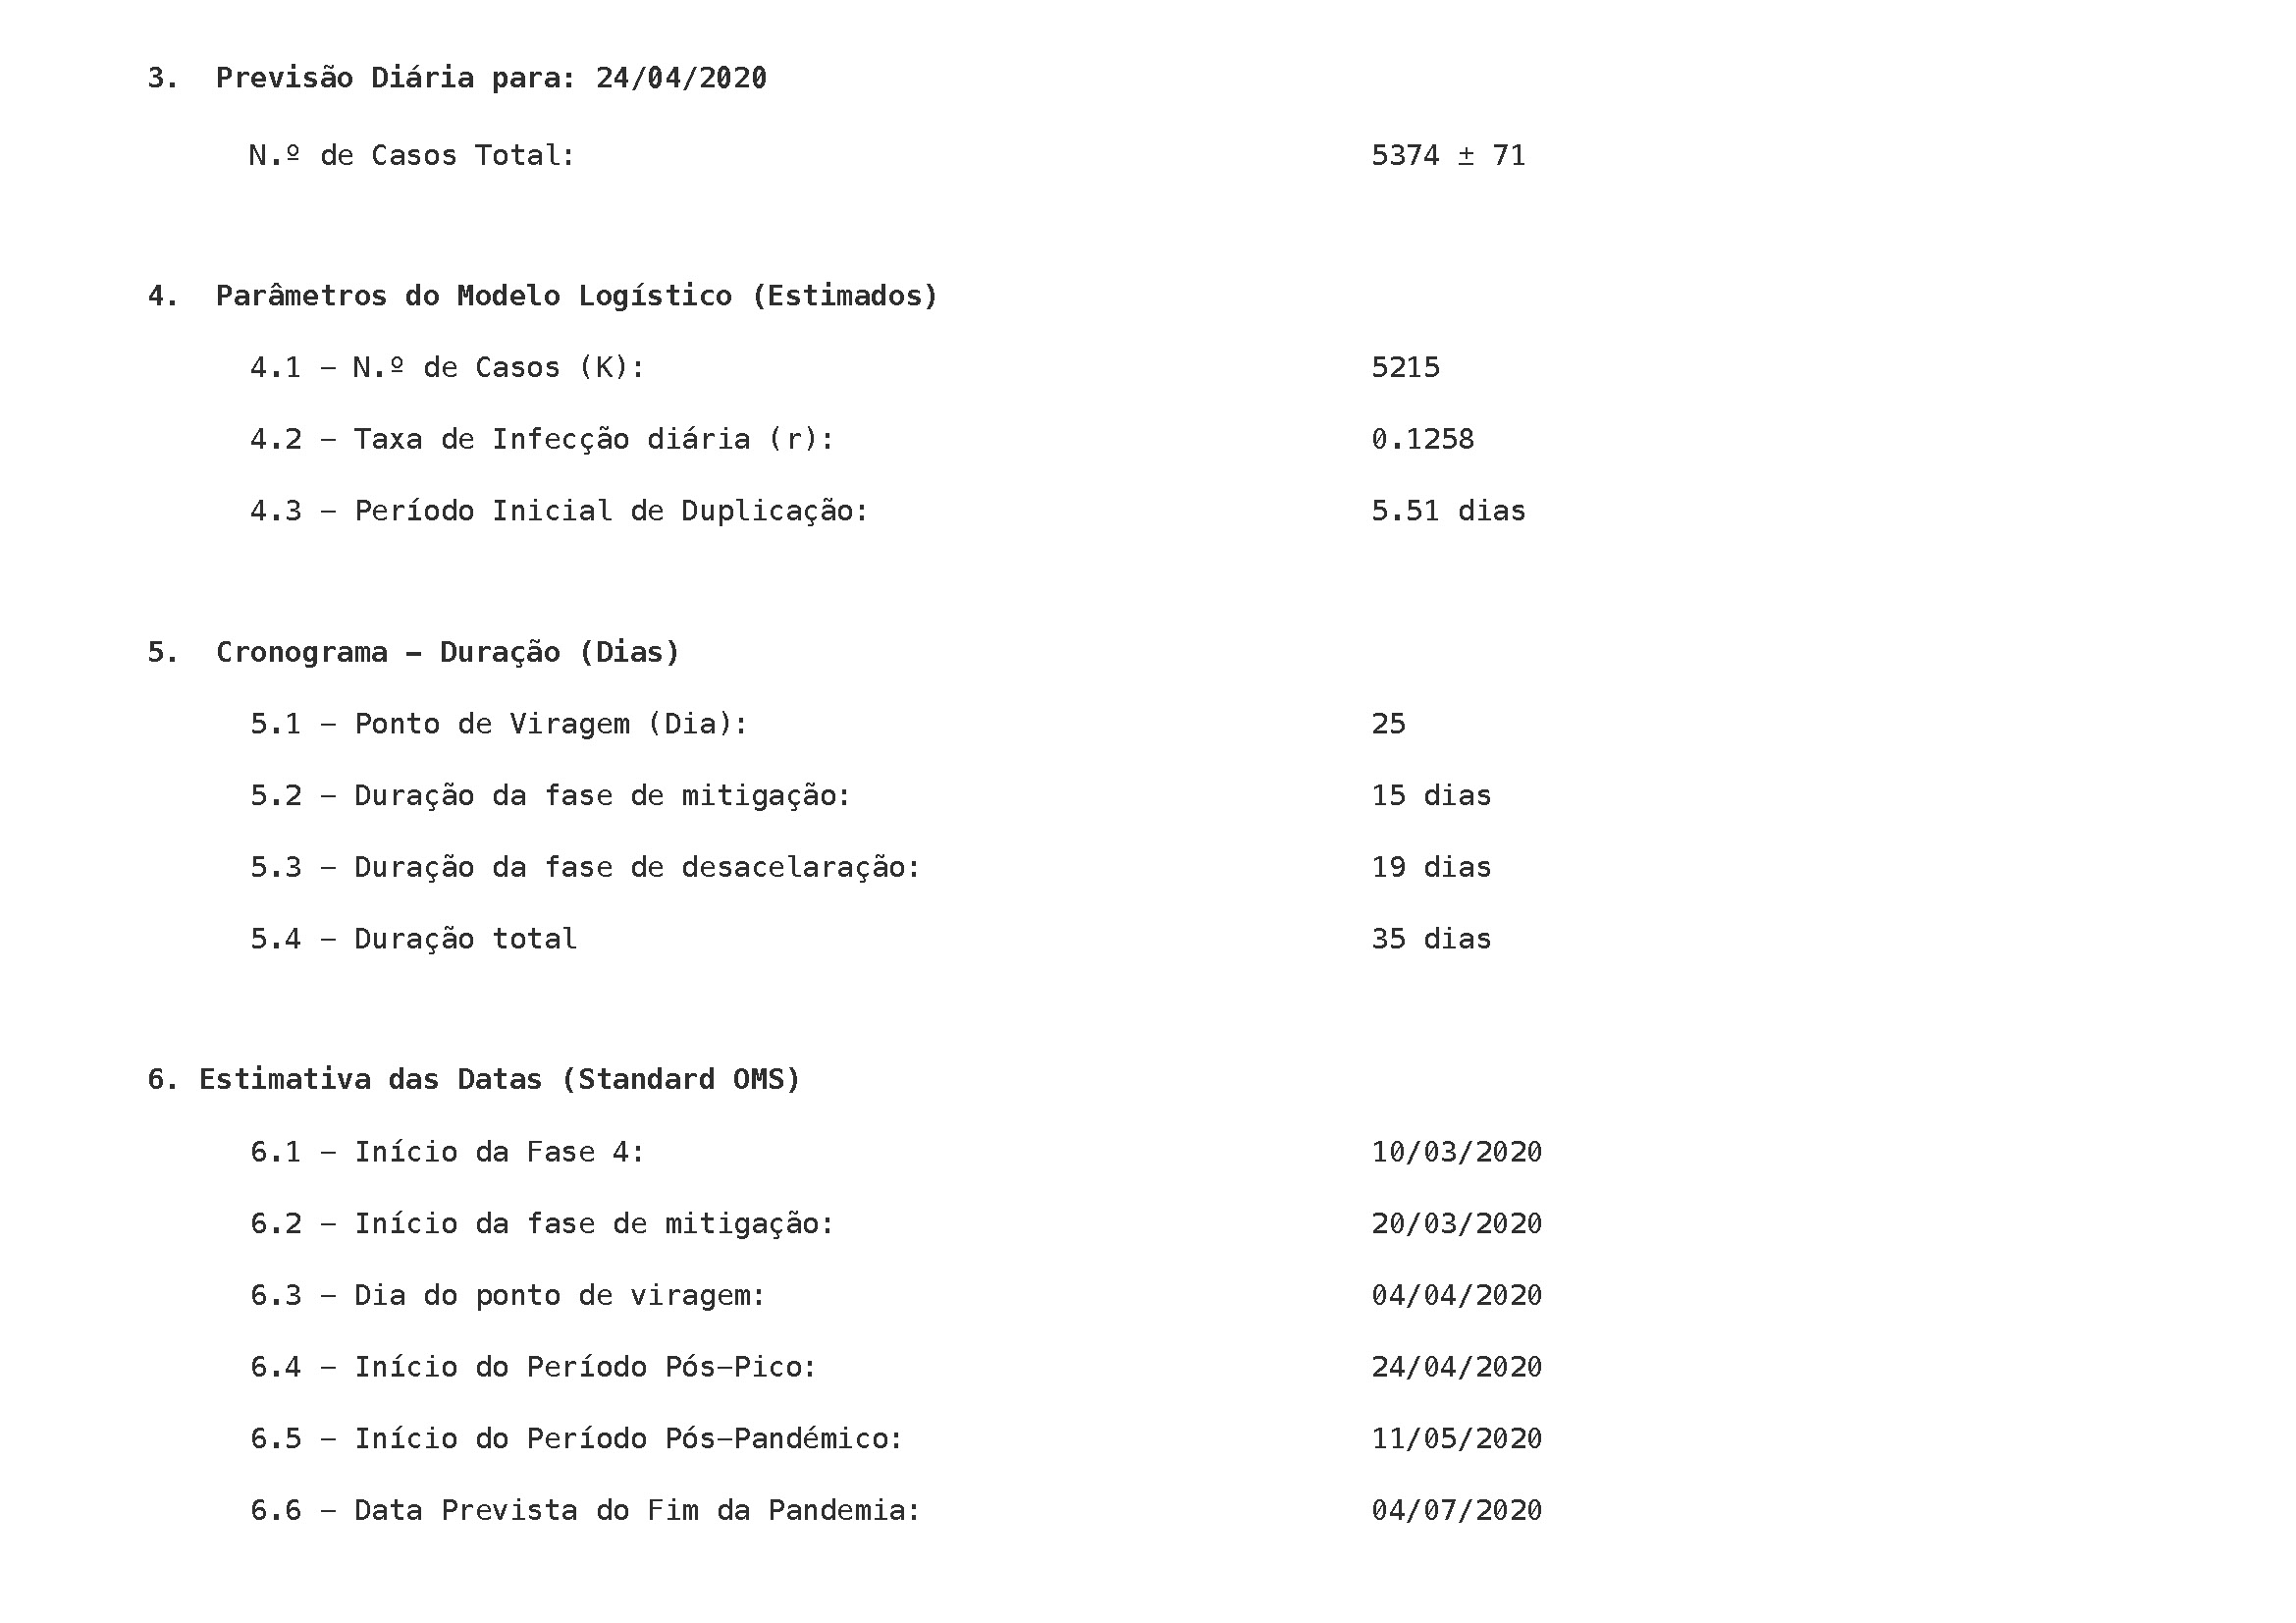 3.  Previsão Diária para: 24/04/2020
N.º de Casos Total: 5374 ± 71
4.  Parâmetros do Modelo Logístico (Estimados)
4.1 – N.º de Casos (K): 5215
4.2 – Taxa de Infecção diária (r): 0.1258
4.3 – Período Inicial de Duplicação: 5.51 dias
5.  Cronograma – Duração (Dias)
5.1 – Ponto de Viragem (Dia): 25
5.2 – Duração da fase de mitigação: 15 dias
5.3 – Duração da fase de desacelaração: 19 dias
5.4 – Duração total 35 dias
6. Estimativa das Datas (Standard OMS)
6.1 – Início da Fase 4: 10/03/2020
6.2 – Início da fase de mitigação: 20/03/2020
6.3 – Dia do ponto de viragem: 04/04/2020
6.4 – Início do Período Pós–Pico: 24/04/2020
6.5 – Início do Período Pós–Pandémico: 11/05/2020
6.6 – Data Prevista do Fim da Pandemia: 04/07/2020